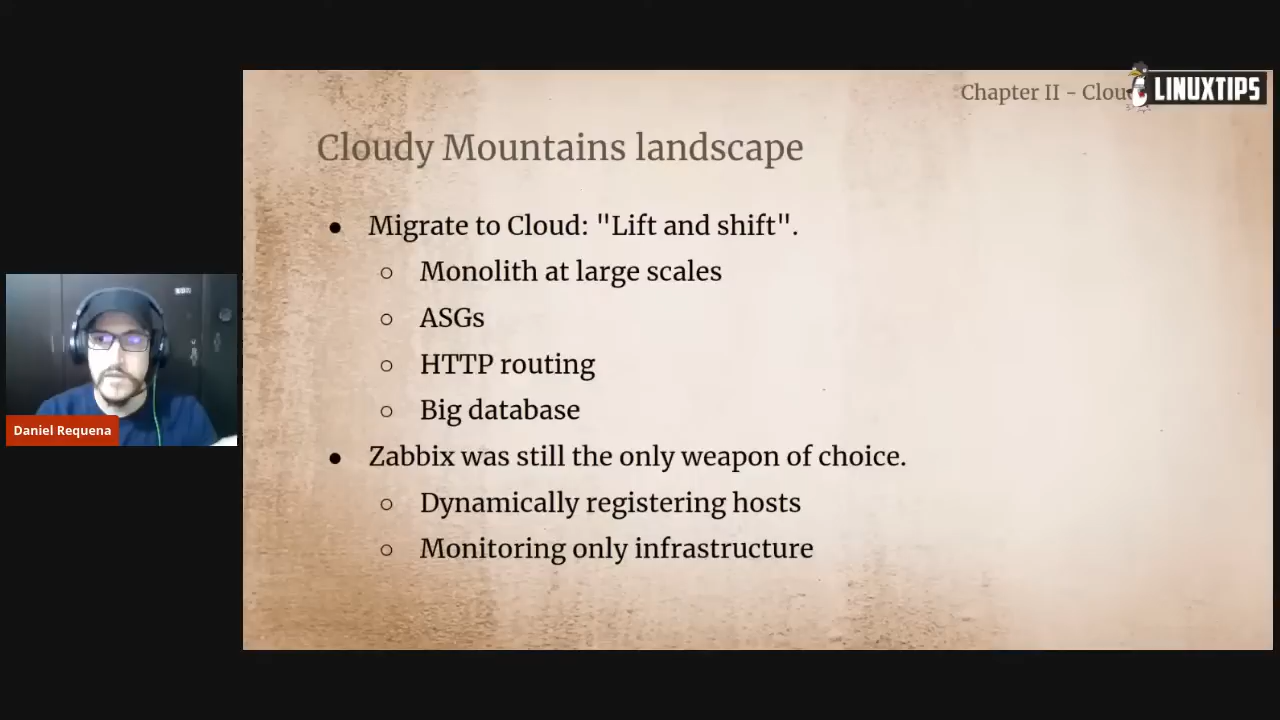 Chapter II - Clou
LINUXTIPS
Cloudy Mountains landscape
● Migrate to Cloud: "Lift and shift".
○ Monolith at large scales
○ ASGs
○ HTTP routing
○ Big database
● Zabbix was still the only weapon of choice.
○ Dynamically registering hosts
○ Monitoring only infrastructure
Daniel Requena